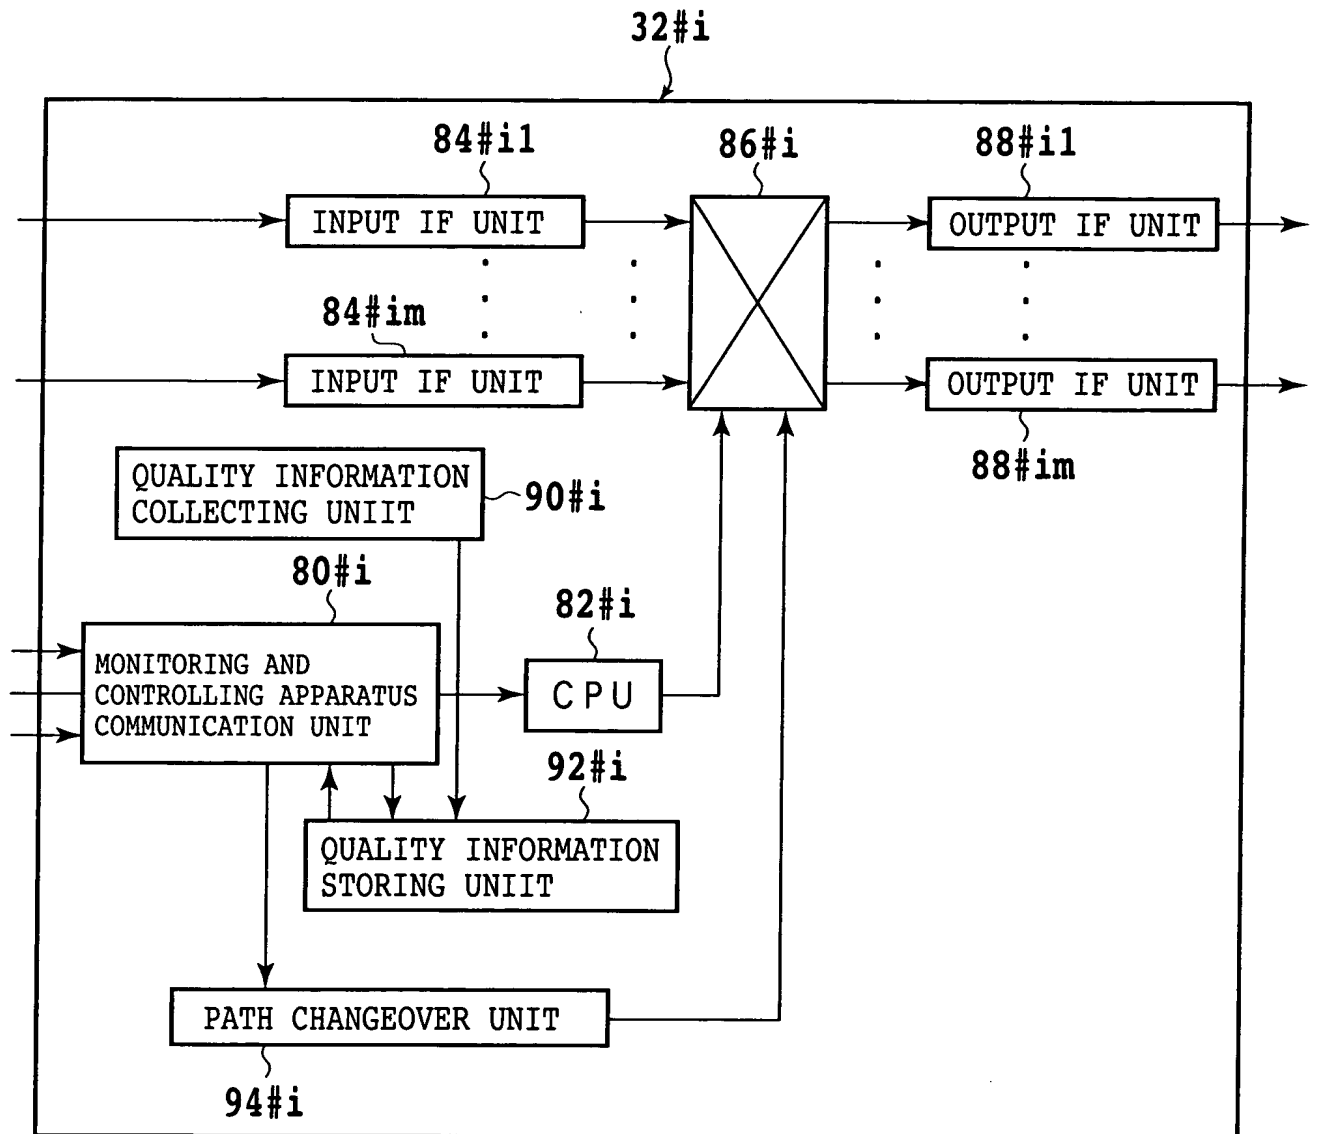 32#i
84#i1
86#i
88#i1
INPUT IF UNIT
OUTPUT IF UNIT
84#im
INPUT IF UNIT
OUTPUT IF UNIT
88#im
QUALITY INFORMATION
COLLECTING UNIIT
90#i
80#i
82#i
MONITORING AND
CONTROLLING APPARATUS
COMMUNICATION UNIT
CPU
92#i
QUALITY INFORMATION
STORING UNIIT
PATH CHANGEOVER UNIT
94#i